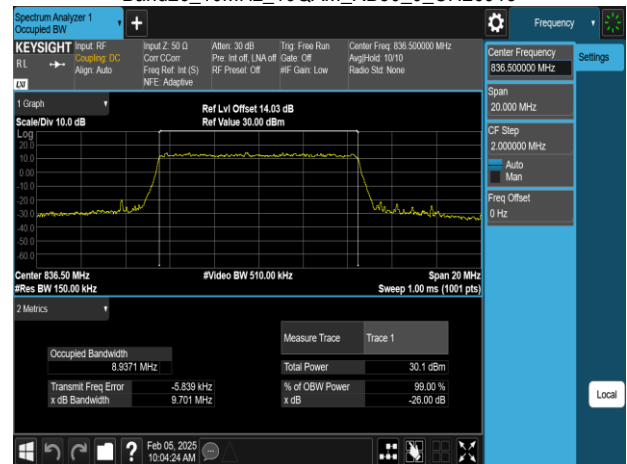 Spectrum Analyzer 1
Occupied BW
Frequency
KEYSIGHT
RL
LXI
Input: RF
Coupling: DC
Align: Auto
Input Z: 50 Ω
Corr CCorr
Freq Ref: Int (S)
NFE: Adaptive
Atten: 30 dB
Pre: Int off, LNA off
RF Preset: Off
Trig: Free Run
Gate: Off
#IF Gain: Low
Center Freq: 836.500000 MHz
Avg|Hold: 10/10
Radio Std: None
Center Frequency
836.500000 MHz
Settings
Span
20.000 MHz
CF Step
2.000000 MHz
Auto
Man
Freq Offset
0 Hz
Local
1 Graph
Scale/Div 10.0 dB
Ref Lvl Offset 14.03 dB
Ref Value 30.00 dBm
Log
20.0
10.0
0.00
-10.0
-20.0
-30.0
-40.0
-50.0
-60.0
Center 836.50 MHz
#Res BW 150.00 kHz
#Video BW 510.00 kHz
Span 20 MHz
Sweep 1.00 ms (1001 pts)
2 Metrics
Measure Trace Trace 1
Occupied Bandwidth
8.9371 MHz
Total Power 30.1 dBm
Transmit Freq Error -5.839 kHz
% of OBW Power 99.00 %
x dB Bandwidth 9.701 MHz
x dB -26.00 dB
Feb 05, 2025
10:04:24 AM